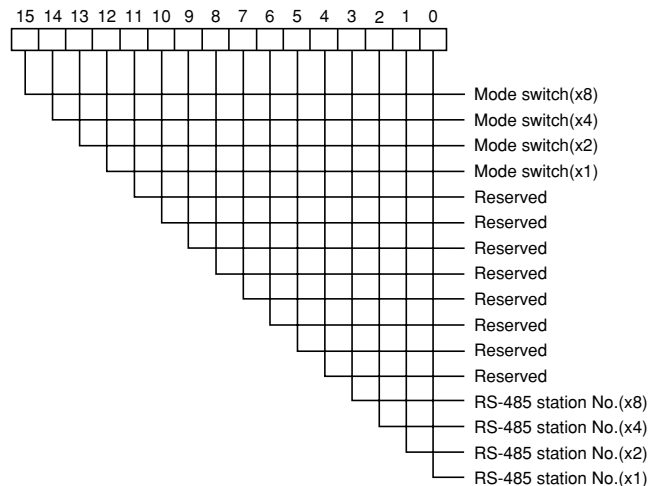 15 14 13 12 11 10 9 8 7 6 5 4 3 2 1 0
Mode switch(x8)
Mode switch(x4)
Mode switch(x2)
Mode switch(x1)
Reserved
Reserved
Reserved
Reserved
Reserved
Reserved
Reserved
Reserved
RS-485 station No.(x8)
RS-485 station No.(x4)
RS-485 station No.(x2)
RS-485 station No.(x1)